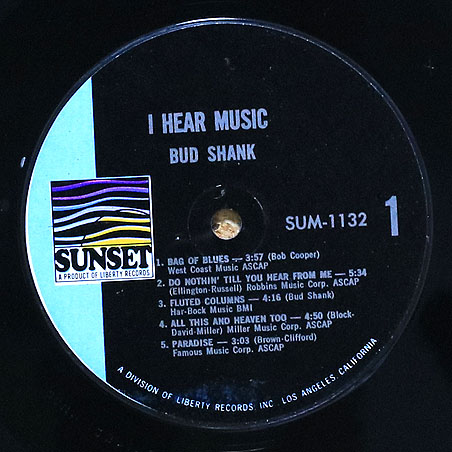 I HEAR MUSIC
BUD SHANK
SUM-1132
1
SUNSET
A PRODUCT OF LIBERTY RECORDS
1. BAG OF BLUES — 3:57 (Bob Cooper)
West Coast Music ASCAP
2. DO NOTHIN' TILL YOU HEAR FROM ME — 5:34
(Ellington-Russell) Robbins Music Corp. ASCAP
3. FLUTED COLUMNS — 4:16 (Bud Shank)
Har-Bock Music BMI
4. ALL THIS AND HEAVEN TOO — 4:50 (Block-
David-Miller) Miller Music Corp. ASCAP
5. PARADISE — 3:03 (Brown-Clifford)
Famous Music Corp. ASCAP
A DIVISION OF LIBERTY RECORDS, INC. LOS ANGELES, CALIFORNIA